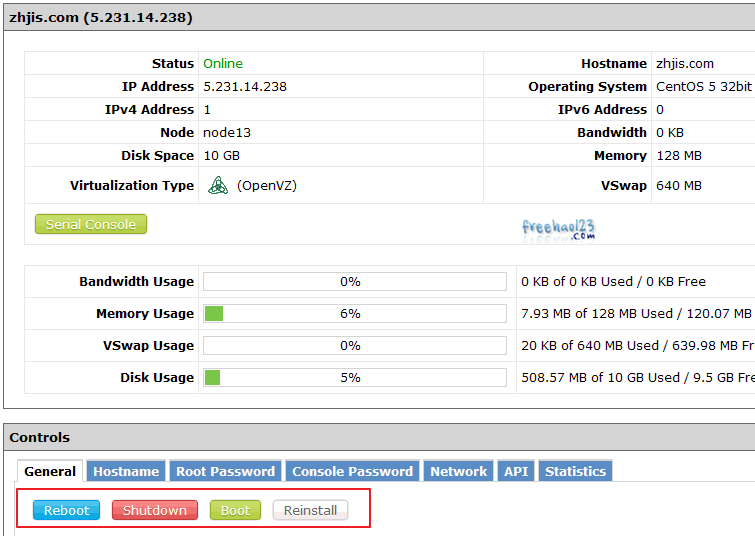 zhjis.com (5.231.14.238)
Status Online Hostname zhjis.com
IP Address 5.231.14.238 Operating System CentOS 5 32bit
IPv4 Address 1 IPv6 Address 0
Node node13 Bandwidth 0 KB
Disk Space 10 GB Memory 128 MB
Virtualization Type (OpenVZ) VSwap 640 MB
Serial Console
freehao123
.com
Bandwidth Usage 0% 0 KB of 0 KB Used / 0 KB Free
Memory Usage 6% 7.93 MB of 128 MB Used / 120.07 MB
VSwap Usage 0% 20 KB of 640 MB Used / 639.98 MB Fr
Disk Usage 5% 508.57 MB of 10 GB Used / 9.5 GB Fre
Controls
General Hostname Root Password Console Password Network API Statistics
Reboot Shutdown Boot Reinstall